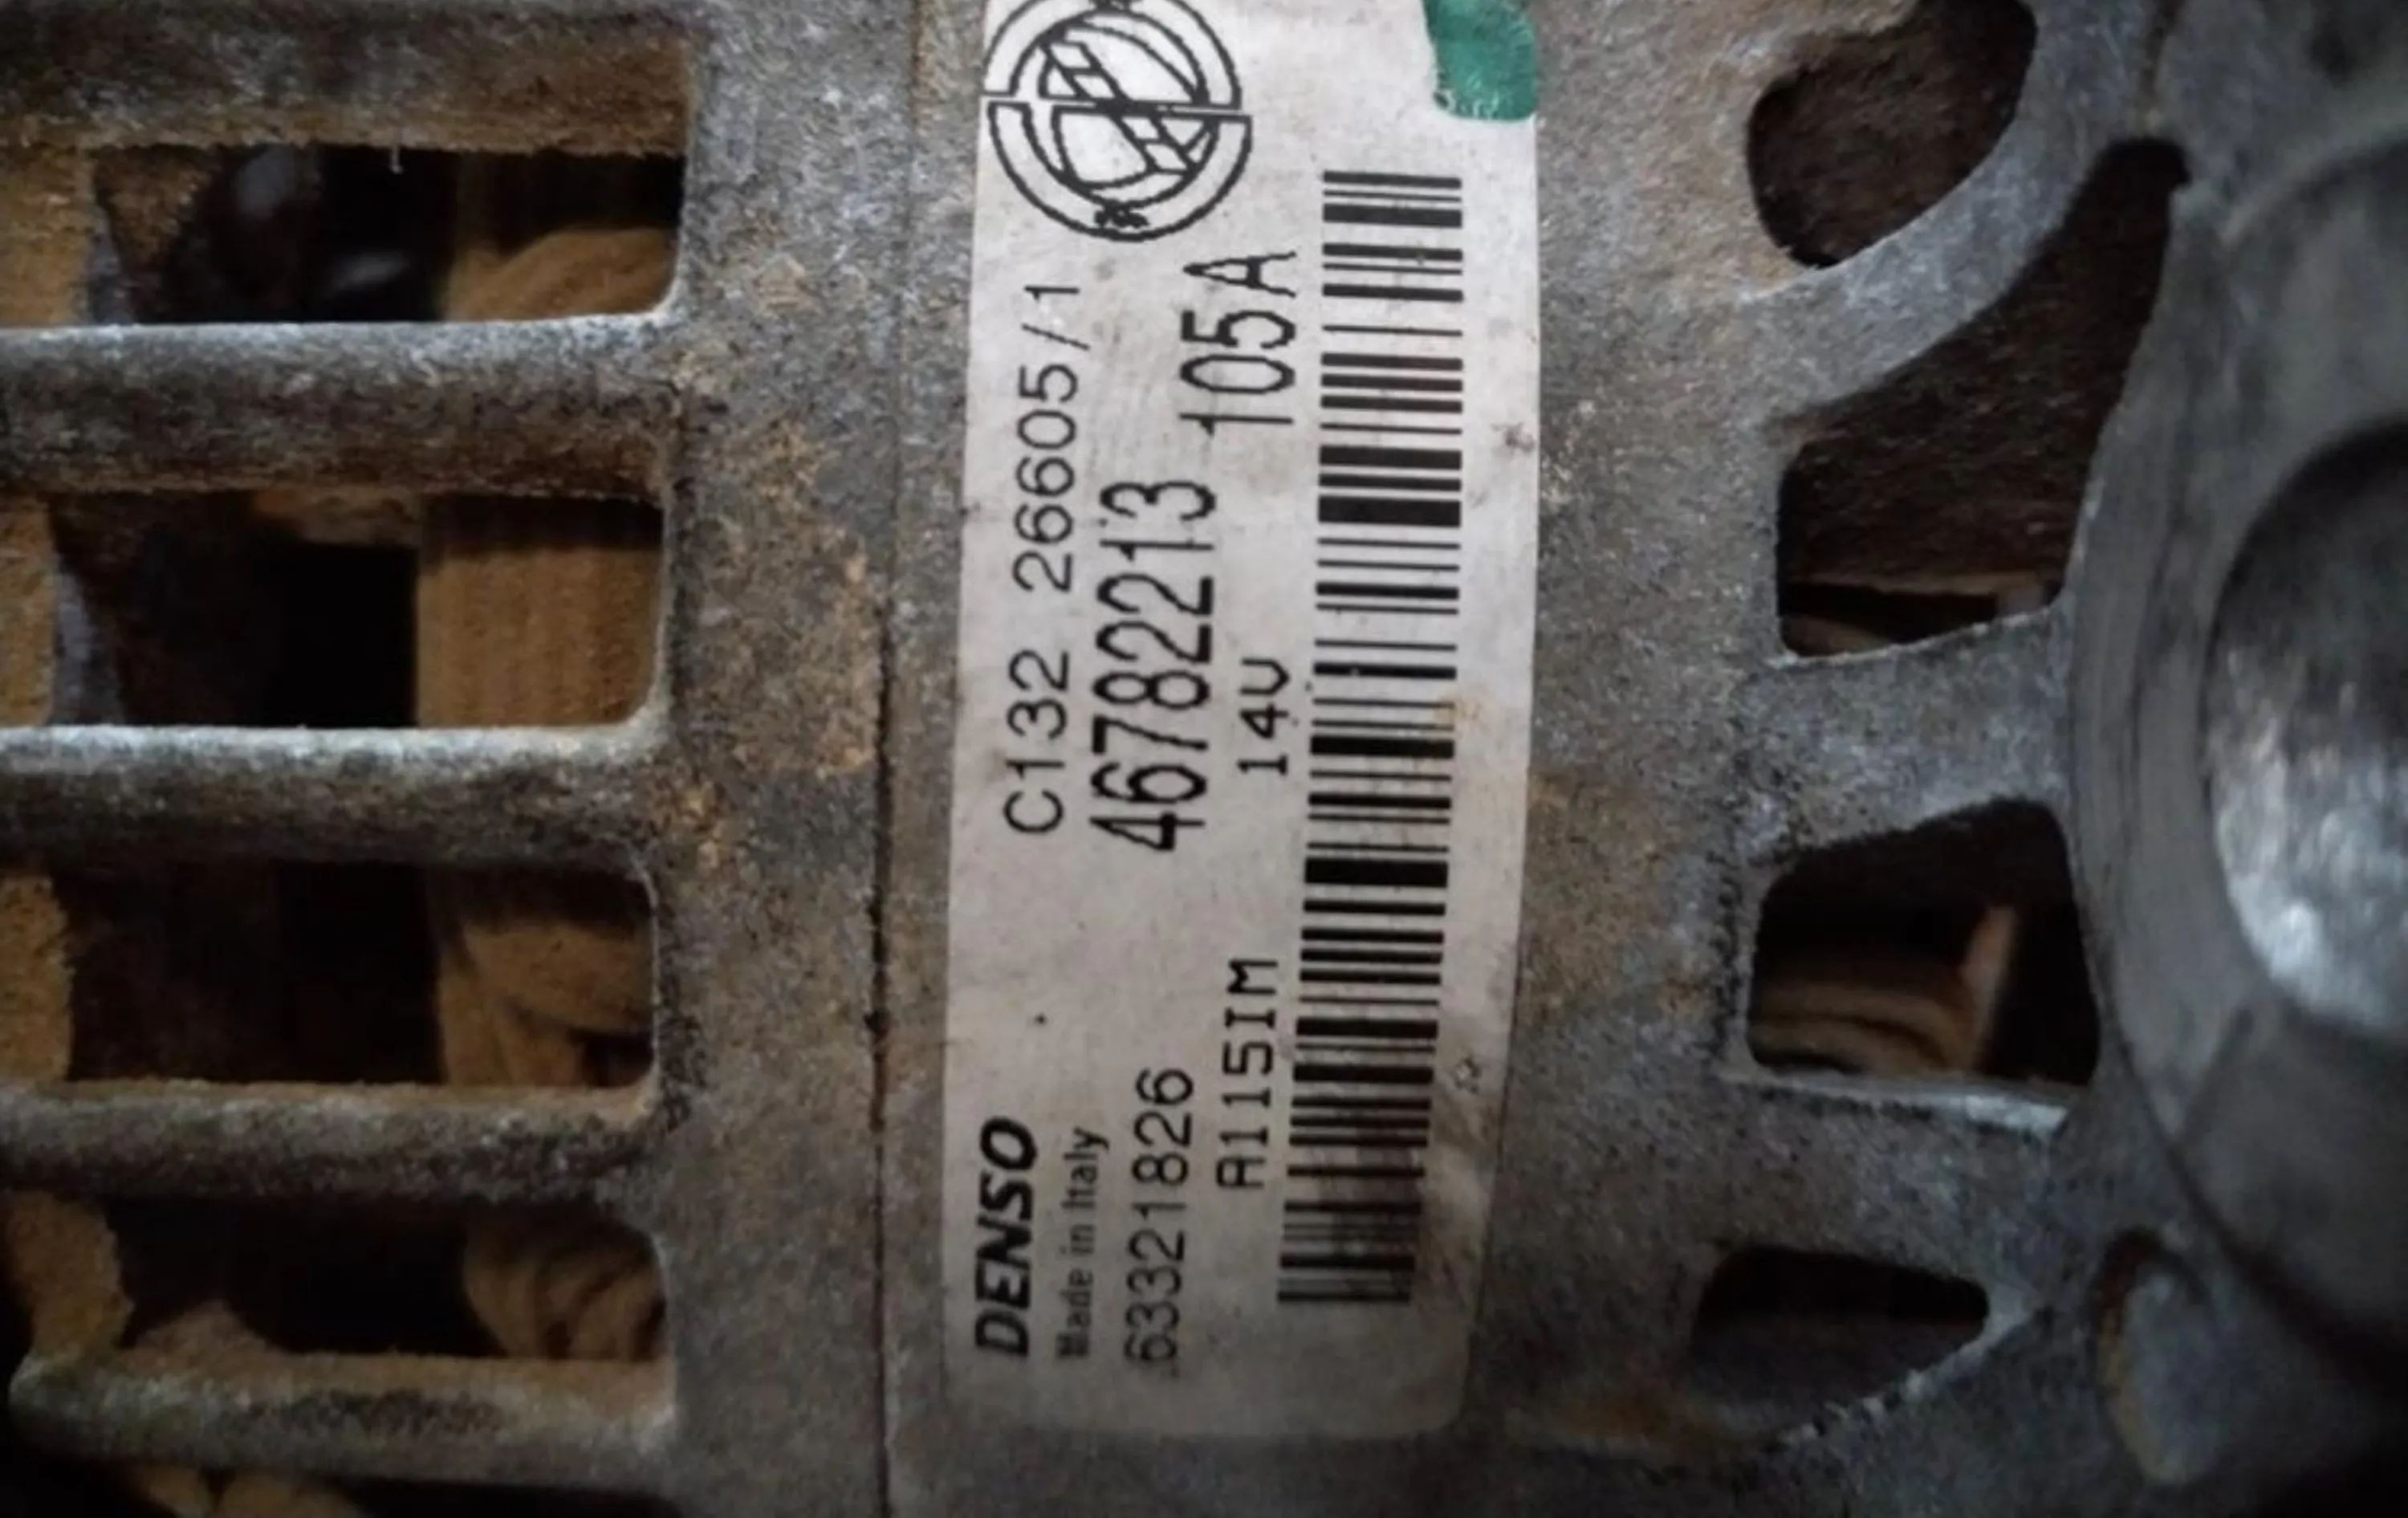 DENSO C132 26605/1
Made in Italy
63321826 46782213
A115IM 14V 105A